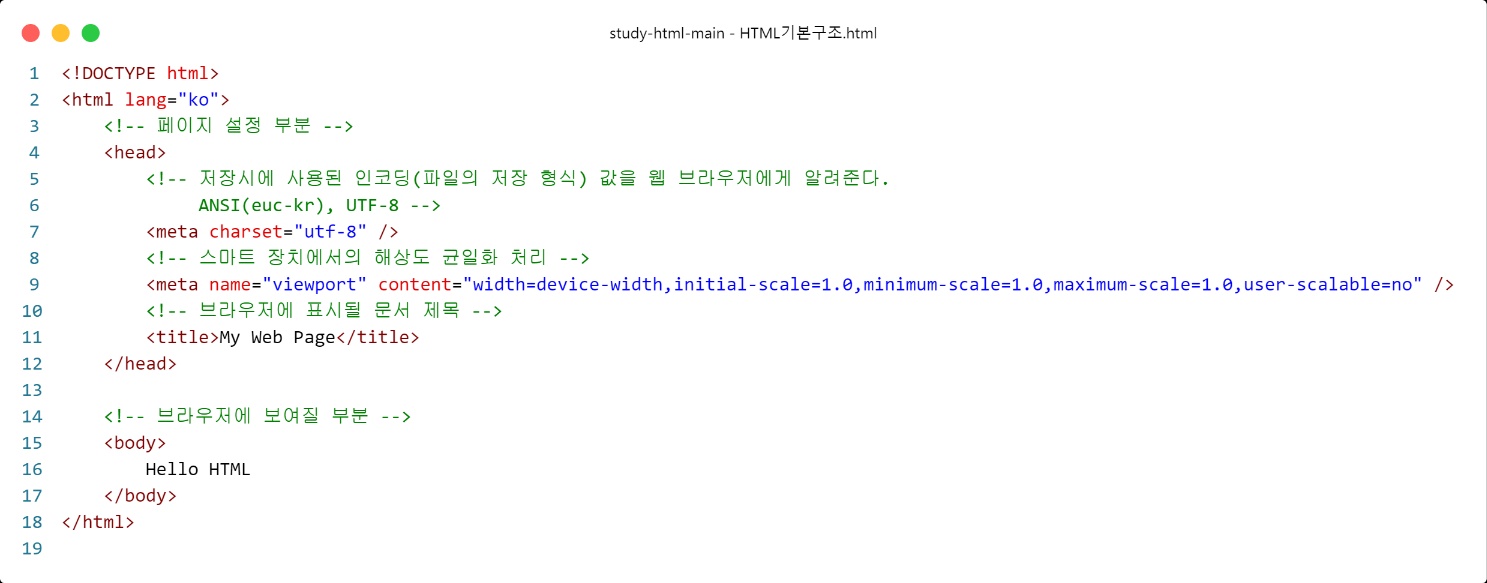 study-html-main - HTML기본구조.html
1 <!DOCTYPE html>
2 <html lang="ko">
3     <!-- 페이지 설정 부분 -->
4     <head>
5         <!-- 저장시에 사용된 인코딩(파일의 저장 형식) 값을 웹 브라우저에게 알려준다.
6              ANSI(euc-kr), UTF-8 -->
7         <meta charset="utf-8" />
8         <!-- 스마트 장치에서의 해상도 균일화 처리 -->
9         <meta name="viewport" content="width=device-width,initial-scale=1.0,minimum-scale=1.0,maximum-scale=1.0,user-scalable=no" />
10         <!-- 브라우저에 표시될 문서 제목 -->
11         <title>My Web Page</title>
12     </head>
13
14     <!-- 브라우저에 보여질 부분 -->
15     <body>
16         Hello HTML
17     </body>
18 </html>
19